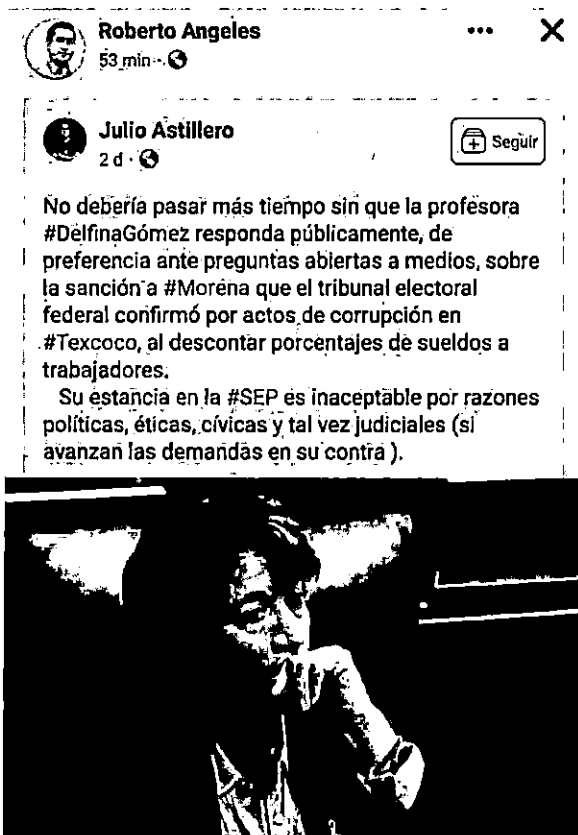 Roberto Angeles
53 min ·
Julio Astillero
2 d ·
Seguir
No debería pasar más tiempo sin que la profesora
#DelfinaGómez responda públicamente, de
preferencia ante preguntas abiertas a medios, sobre
la sanción a #Morena que el tribunal electoral
federal confirmó por actos de corrupción en
#Texcoco, al descontar porcentajes de sueldos a
trabajadores.
Su estancia en la #SEP es inaceptable por razones
políticas, éticas, cívicas y tal vez judiciales (si
avanzan las demandas en su contra ).